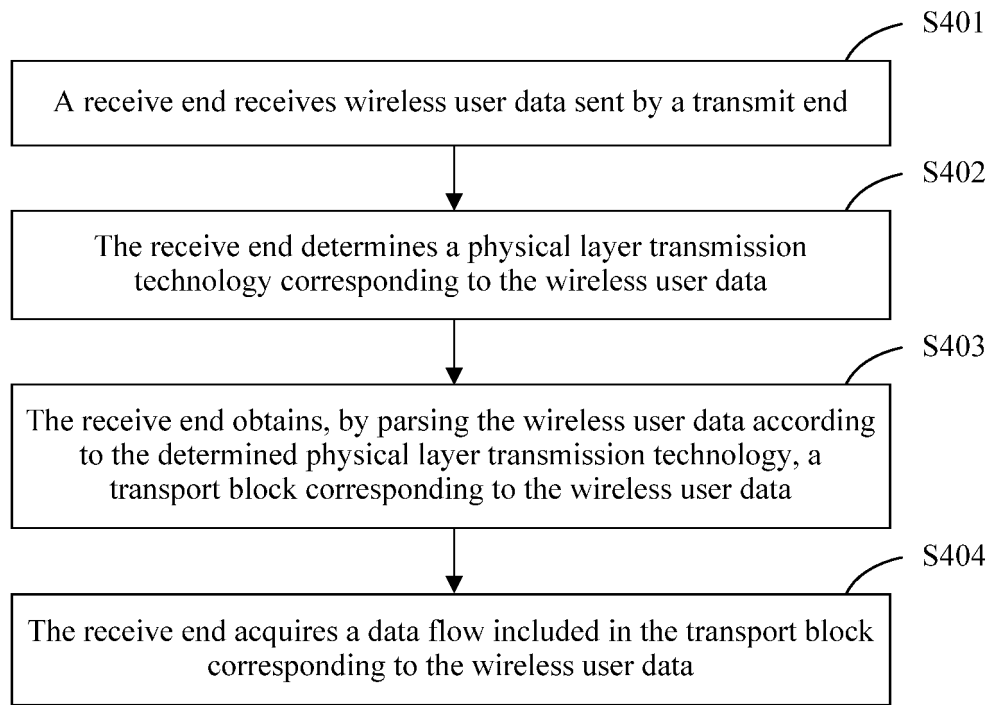 S401
A receive end receives wireless user data sent by a transmit end
S402
The receive end determines a physical layer transmission
technology corresponding to the wireless user data
S403
The receive end obtains, by parsing the wireless user data according
to the determined physical layer transmission technology, a
transport block corresponding to the wireless user data
S404
The receive end acquires a data flow included in the transport block
corresponding to the wireless user data